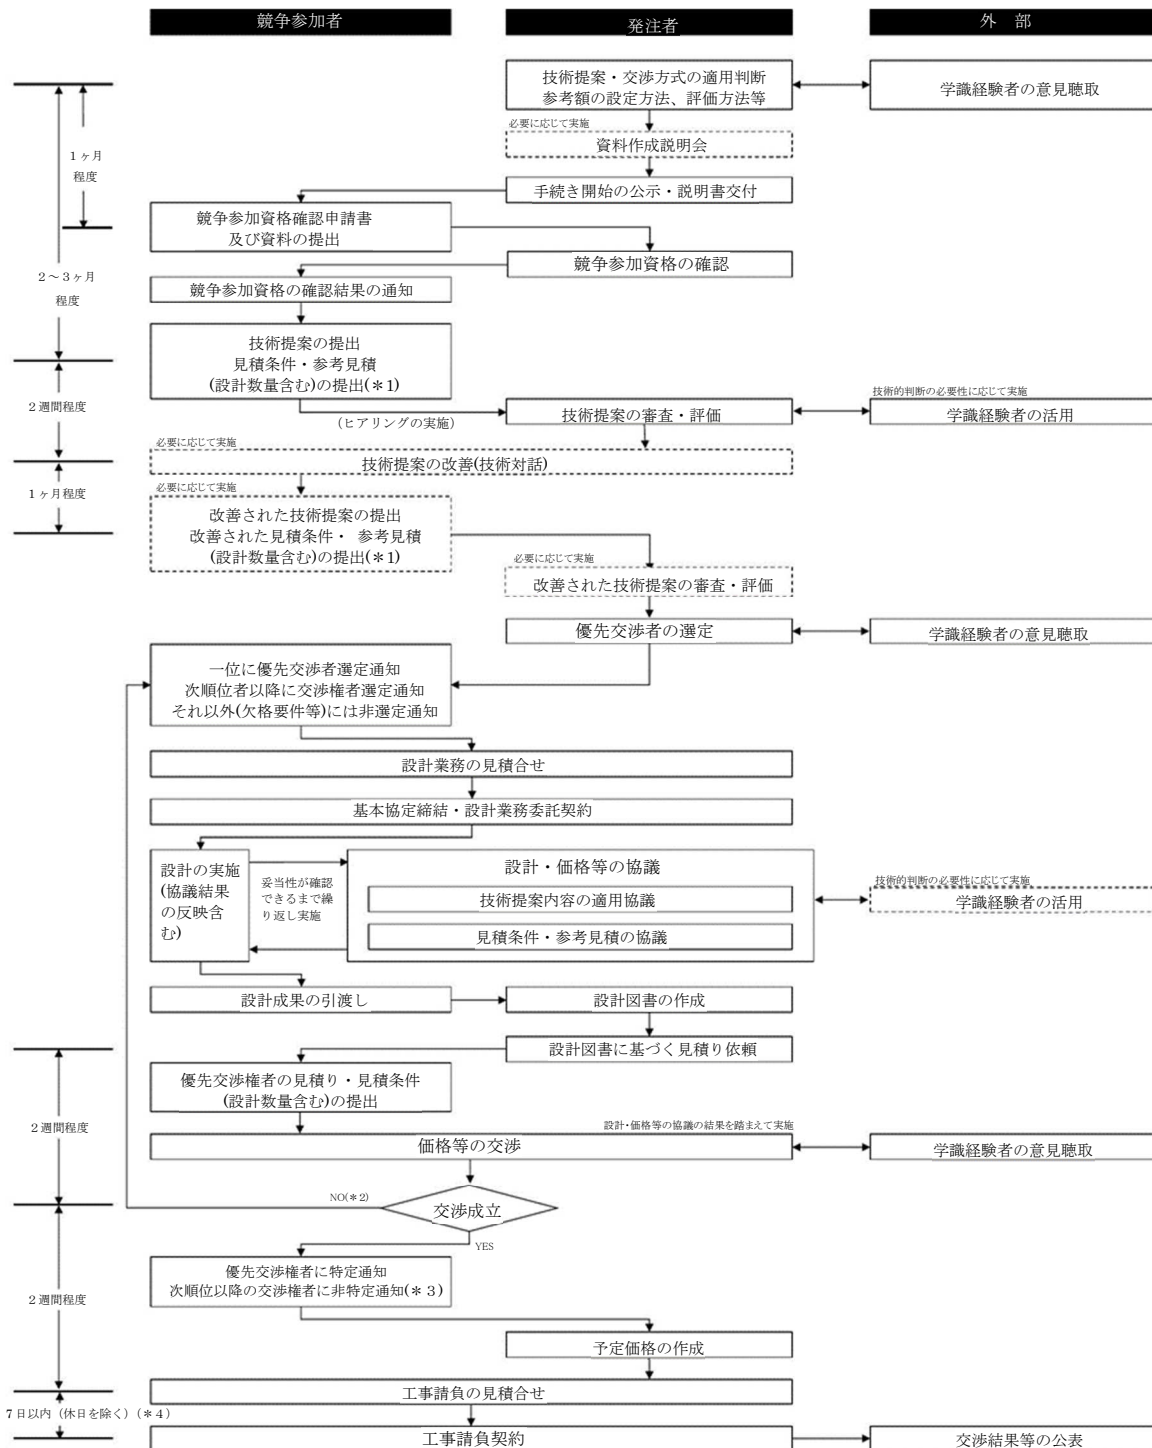 競争参加者
発注者
外　部
技術提案・交渉方式の適用判断
参考額の設定方法、評価方法等
学識経験者の意見聴取
必要に応じて実施
資料作成説明会
1ヶ月
程度
手続き開始の公示・説明書交付
競争参加資格確認申請書
及び資料の提出
競争参加資格の確認
2～3ヶ月
程度
競争参加資格の確認結果の通知
技術提案の提出
見積条件・参考見積
(設計数量含む)の提出(＊1)
2週間程度
(ヒアリングの実施)
技術提案の審査・評価
技術的判断の必要性に応じて実施
学識経験者の活用
必要に応じて実施
技術提案の改善(技術対話)
1ヶ月程度
必要に応じて実施
改善された技術提案の提出
改善された見積条件・ 参考見積
(設計数量含む)の提出(＊1)
必要に応じて実施
改善された技術提案の審査・評価
優先交渉者の選定
学識経験者の意見聴取
一位に優先交渉者選定通知
次順位者以降に交渉権者選定通知
それ以外(欠格要件等)には非選定通知
設計業務の見積合せ
基本協定締結・設計業務委託契約
設計の実施
(協議結果
の反映含
む)
妥当性が確認
できるまで繰
り返し実施
設計・価格等の協議
技術提案内容の適用協議
見積条件・参考見積の協議
技術的判断の必要性に応じて実施
学識経験者の活用
設計成果の引渡し
設計図書の作成
設計図書に基づく見積り依頼
優先交渉権者の見積り・見積条件
(設計数量含む)の提出
2週間程度
設計・価格等の協議の結果を踏まえて実施
価格等の交渉
学識経験者の意見聴取
NO(＊2)
交渉成立
YES
優先交渉権者に特定通知
次順位以降の交渉権者に非特定通知(＊3)
2週間程度
予定価格の作成
工事請負の見積合せ
7日以内（休日を除く）(＊4)
工事請負契約
交渉結果等の公表